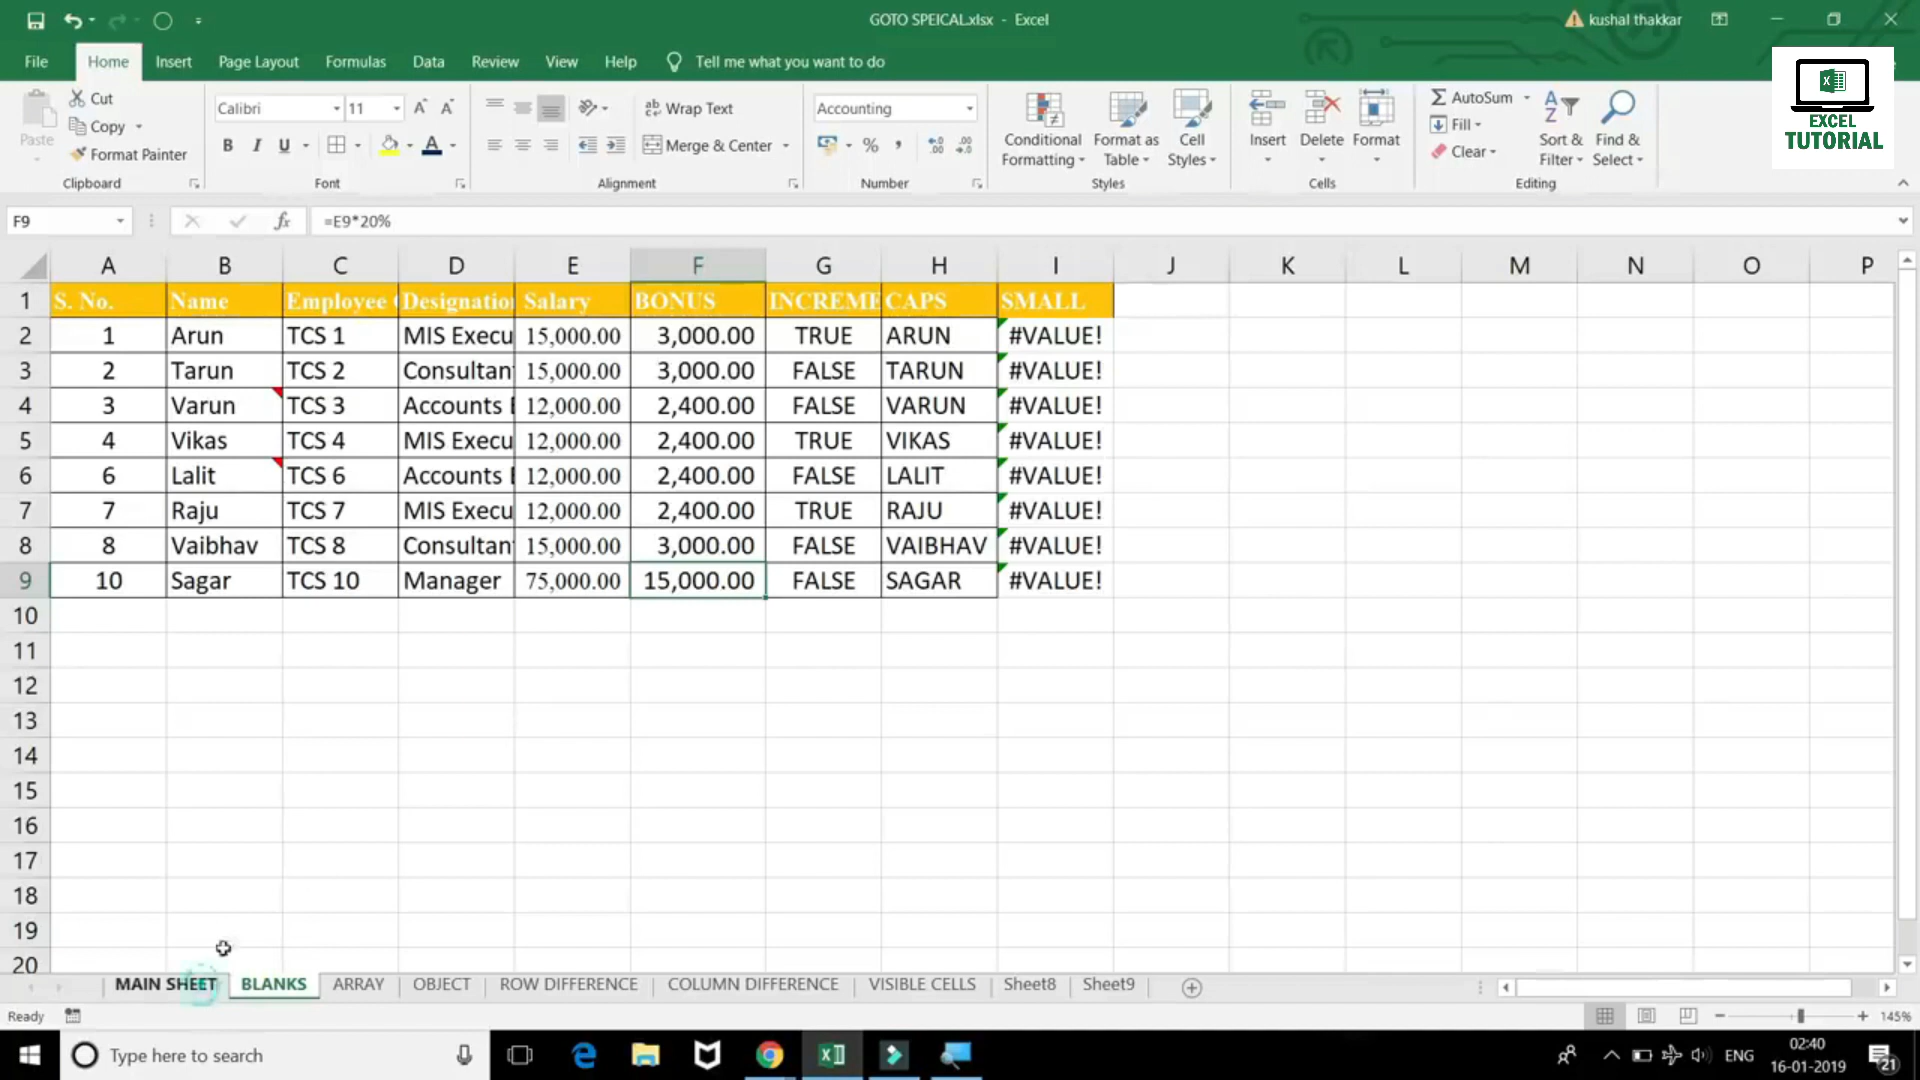 GOTO SPEICAL.xlsx - Excel
kushal thakkar
File Home Insert Page Layout Formulas Data Review View Help Tell me what you want to do
EXCEL
TUTORIAL
Paste
Cut
Copy
Format Painter
Clipboard
Calibri 11
B I U
Font
Wrap Text
Merge & Center
Alignment
Accounting
%
Number
Conditional Formatting
Format as Table
Cell Styles
Styles
Insert Delete Format
Cells
AutoSum
Fill
Clear
Sort & Filter
Find & Select
Editing
F9 fx =E9*20%
A B C D E F G H I J K L M N O P
1 S. No. Name Employee Designation Salary BONUS INCREME CAPS SMALL
2 1 Arun TCS 1 MIS Execu 15,000.00 3,000.00 TRUE ARUN #VALUE!
3 2 Tarun TCS 2 Consultan 15,000.00 3,000.00 FALSE TARUN #VALUE!
4 3 Varun TCS 3 Accounts 12,000.00 2,400.00 FALSE VARUN #VALUE!
5 4 Vikas TCS 4 MIS Execu 12,000.00 2,400.00 TRUE VIKAS #VALUE!
6 6 Lalit TCS 6 Accounts 12,000.00 2,400.00 FALSE LALIT #VALUE!
7 7 Raju TCS 7 MIS Execu 12,000.00 2,400.00 TRUE RAJU #VALUE!
8 8 Vaibhav TCS 8 Consultan 15,000.00 3,000.00 FALSE VAIBHAV #VALUE!
9 10 Sagar TCS 10 Manager 75,000.00 15,000.00 FALSE SAGAR #VALUE!
10
11
12
13
14
15
16
17
18
19
20
MAIN SHEET BLANKS ARRAY OBJECT ROW DIFFERENCE COLUMN DIFFERENCE VISIBLE CELLS Sheet8 Sheet9
Ready 145%
Type here to search
ENG
02:40
16-01-2019
21